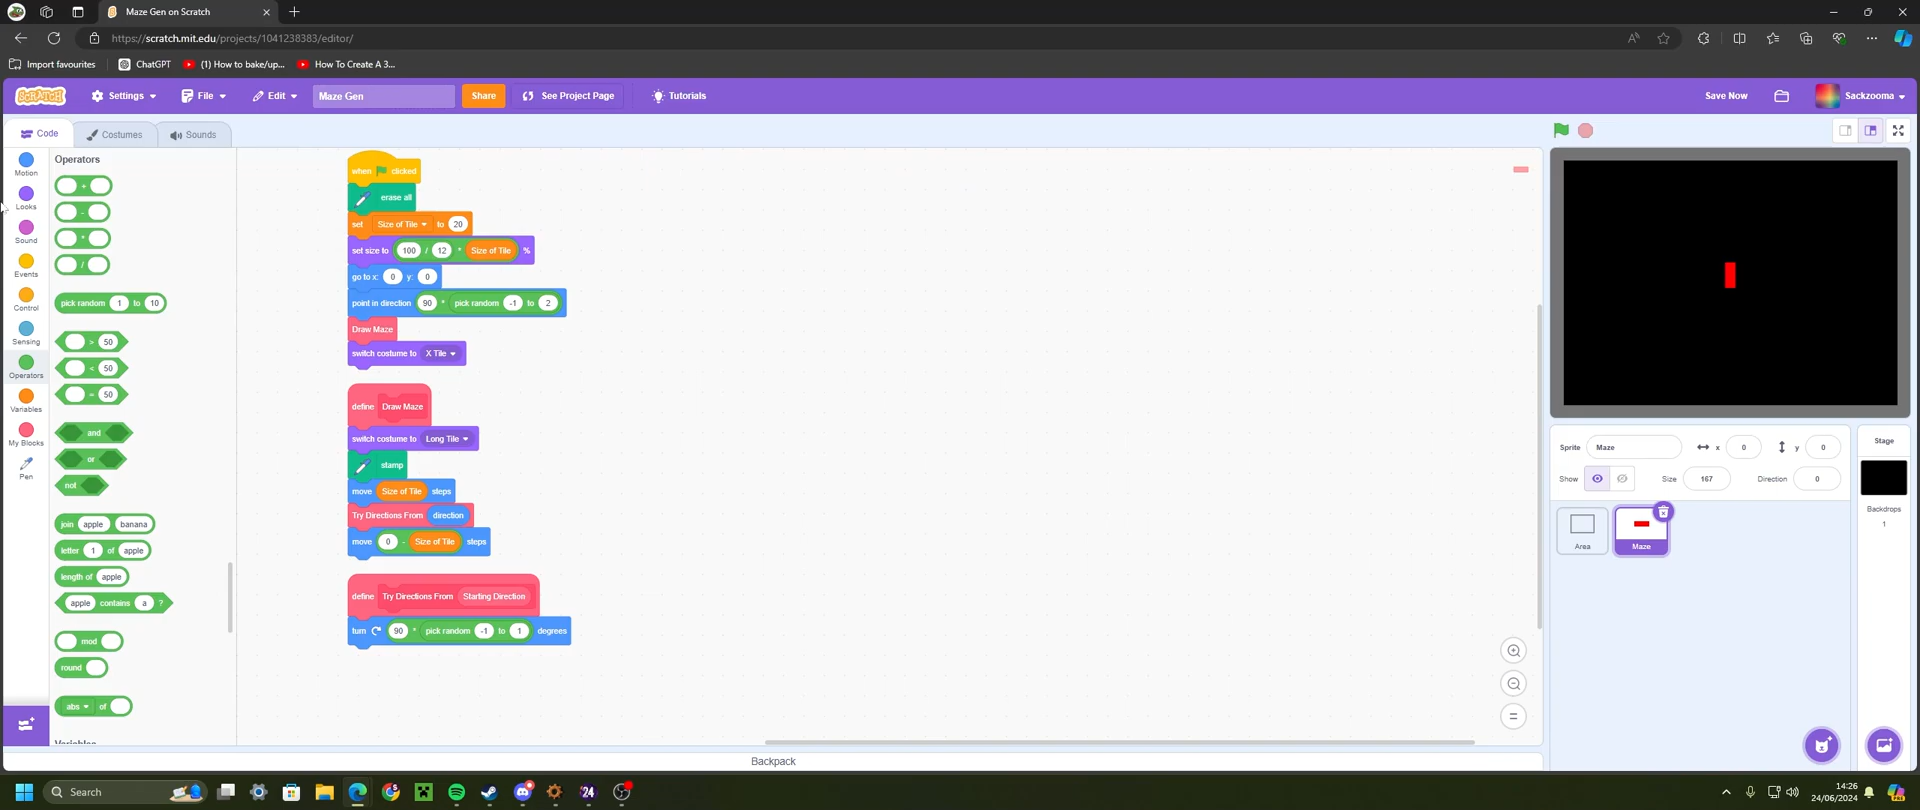 Maze Gen on Scratch
https://scratch.mit.edu/projects/1041238383/editor/
Import favourites
ChatGPT
(1) How to bake/up...
How To Create A 3...
SCRATCH
Settings
File
Edit
Maze Gen
Share
See Project Page
Tutorials
Save Now
Sackzooma
Code
Costumes
Sounds
Motion
Looks
Sound
Events
Control
Sensing
Operators
Variables
My Blocks
Pen
Operators
+
-
*
/
pick random 1 to 10
> 50
< 50
= 50
and
or
not
join apple banana
letter 1 of apple
length of apple
apple contains a ?
mod
round
abs of
Variables
when clicked
erase all
set Size of Tile to 20
set size to 100 / 12 * Size of Tile %
go to x: 0 y: 0
point in direction 90 * pick random -1 to 2
Draw Maze
switch costume to X Tile
define Draw Maze
switch costume to Long Tile
stamp
move Size of Tile steps
Try Directions From direction
move 0 - Size of Tile steps
define Try Directions From Starting Direction
turn 90 * pick random -1 to 1 degrees
Sprite Maze x 0 y 0
Show Size 167 Direction 0
Area
Maze
Stage
Backdrops
1
Backpack
Search
24
14:26
24/06/2024